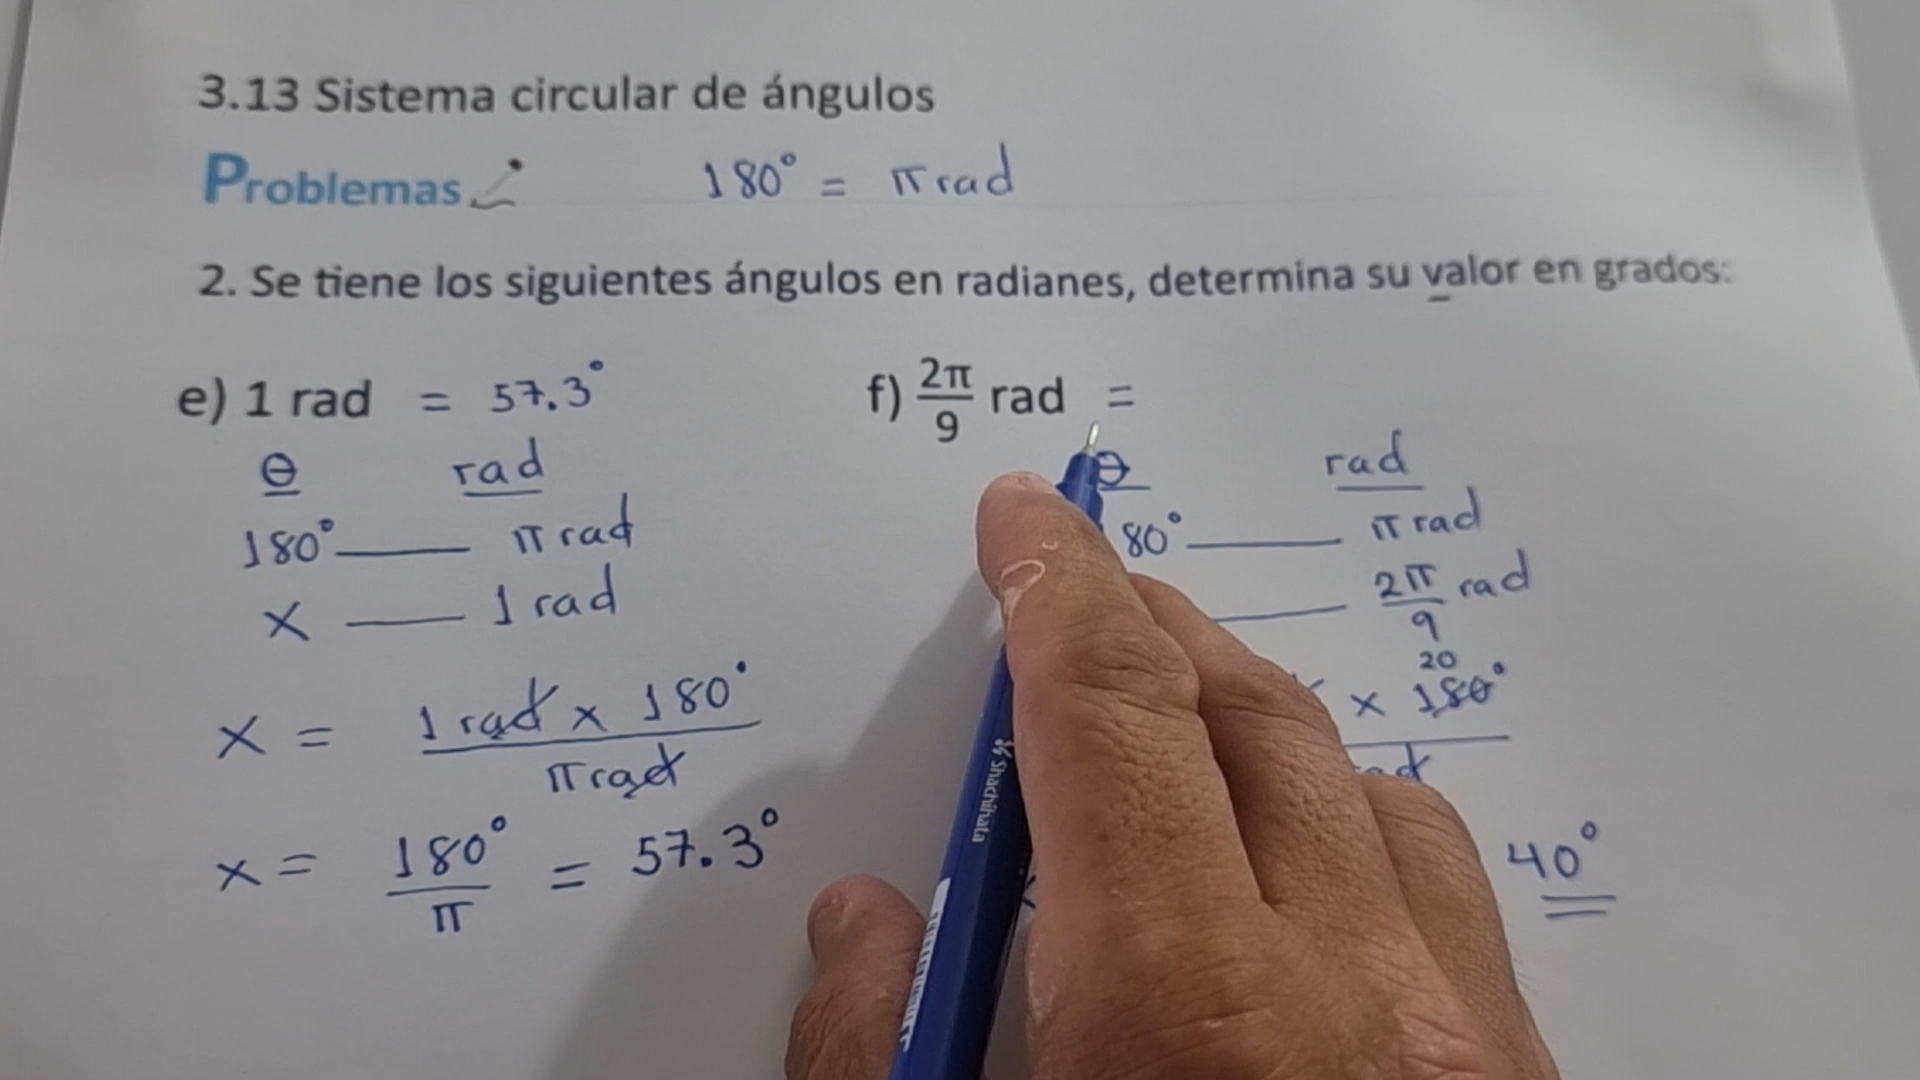 3.13 Sistema circular de ángulos
Problemas
180° = π rad
2. Se tiene los siguientes ángulos en radianes, determina su valor en grados:
e) 1 rad = 57.3°
θ rad
180° —— π rad
x —— 1 rad
x = 1 rad x 180° / π rad
x = 180° / π = 57.3°
f) 2π/9 rad =
θ rad
80° —— π rad
—— 2π/9 rad
20
x 180°
40°
Shachihata